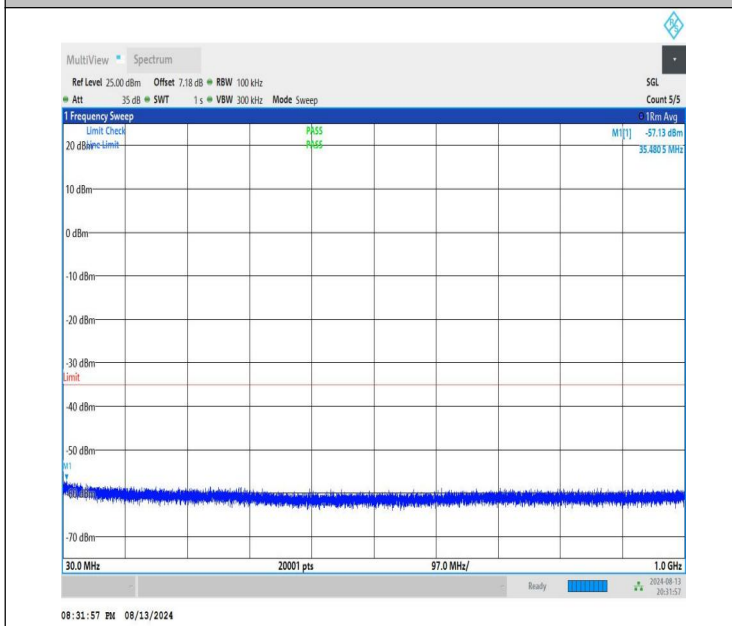 MultiView Spectrum
Ref Level 25.00 dBm Offset 7.18 dB RBW 100 kHz SGL
Att 35 dB SWT 1 s VBW 300 kHz Mode Sweep Count 5/5
1 Frequency Sweep 1Rm Avg
Limit Check PASS M1[1] -57.13 dBm
20 dBm Line Limit PASS 35.480 5 MHz
10 dBm
0 dBm
-10 dBm
-20 dBm
-30 dBm
Limit
-40 dBm
-50 dBm
M1
-70 dBm
30.0 MHz 20001 pts 97.0 MHz/ 1.0 GHz
Ready 2024-08-13
20:31:57
08:31:57 PM 08/13/2024